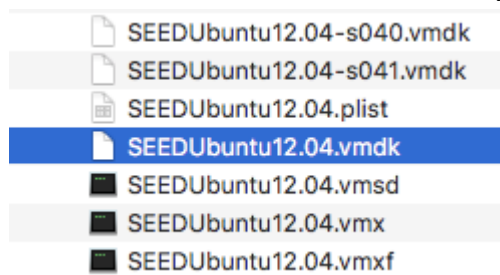 SEEDUbuntu12.04-s040.vmdk
SEEDUbuntu12.04-s041.vmdk
SEEDUbuntu12.04.plist
SEEDUbuntu12.04.vmdk
SEEDUbuntu12.04.vmsd
SEEDUbuntu12.04.vmx
SEEDUbuntu12.04.vmxf